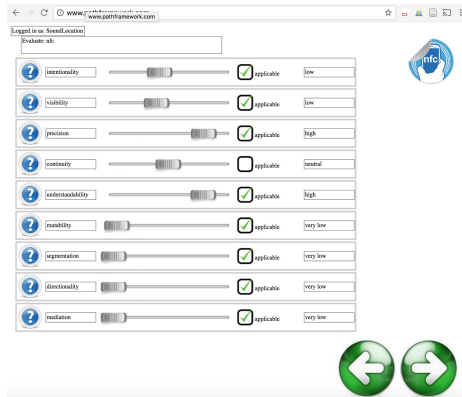 www.pathframework.com
www.pathframework.com
Logged in as: SoundLocation
Evaluate: nfc
nfc
intentionality applicable low
visibility applicable low
precision applicable high
continuity applicable neutral
understandability applicable high
mutability applicable very low
segmentation applicable very low
directionality applicable very low
mediation applicable very low